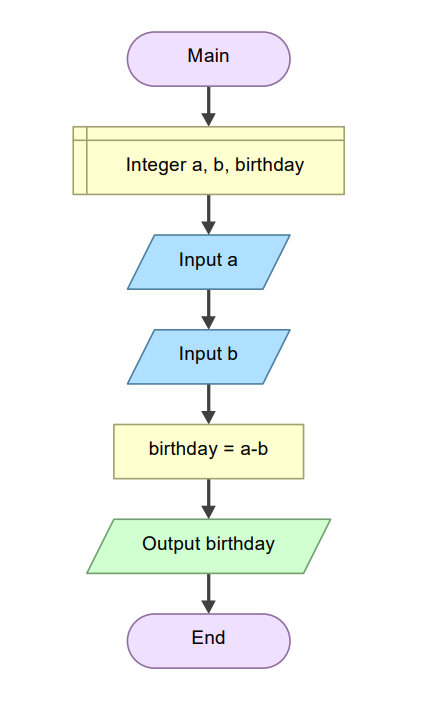 Main
Integer a, b, birthday
Input a
Input b
birthday = a-b
Output birthday
End